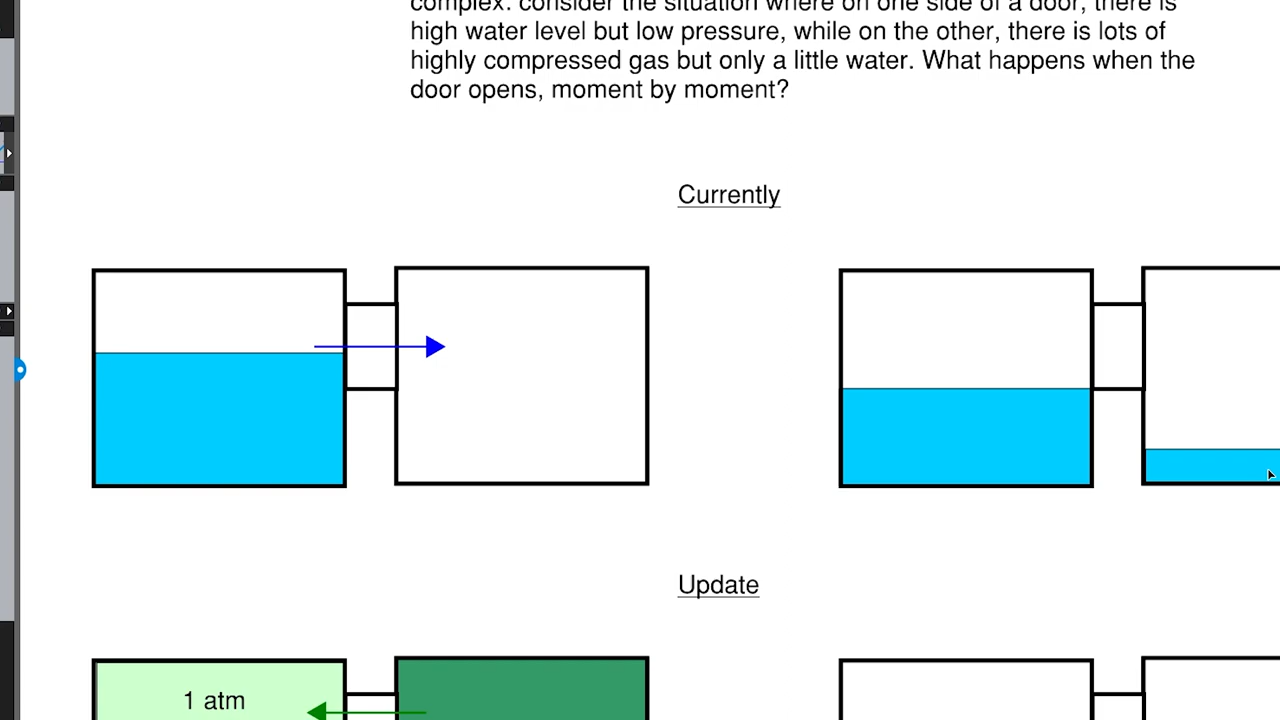 complex: consider the situation where on one side of a door, there is
high water level but low pressure, while on the other, there is lots of
highly compressed gas but only a little water. What happens when the
door opens, moment by moment?
Currently
Update
1 atm